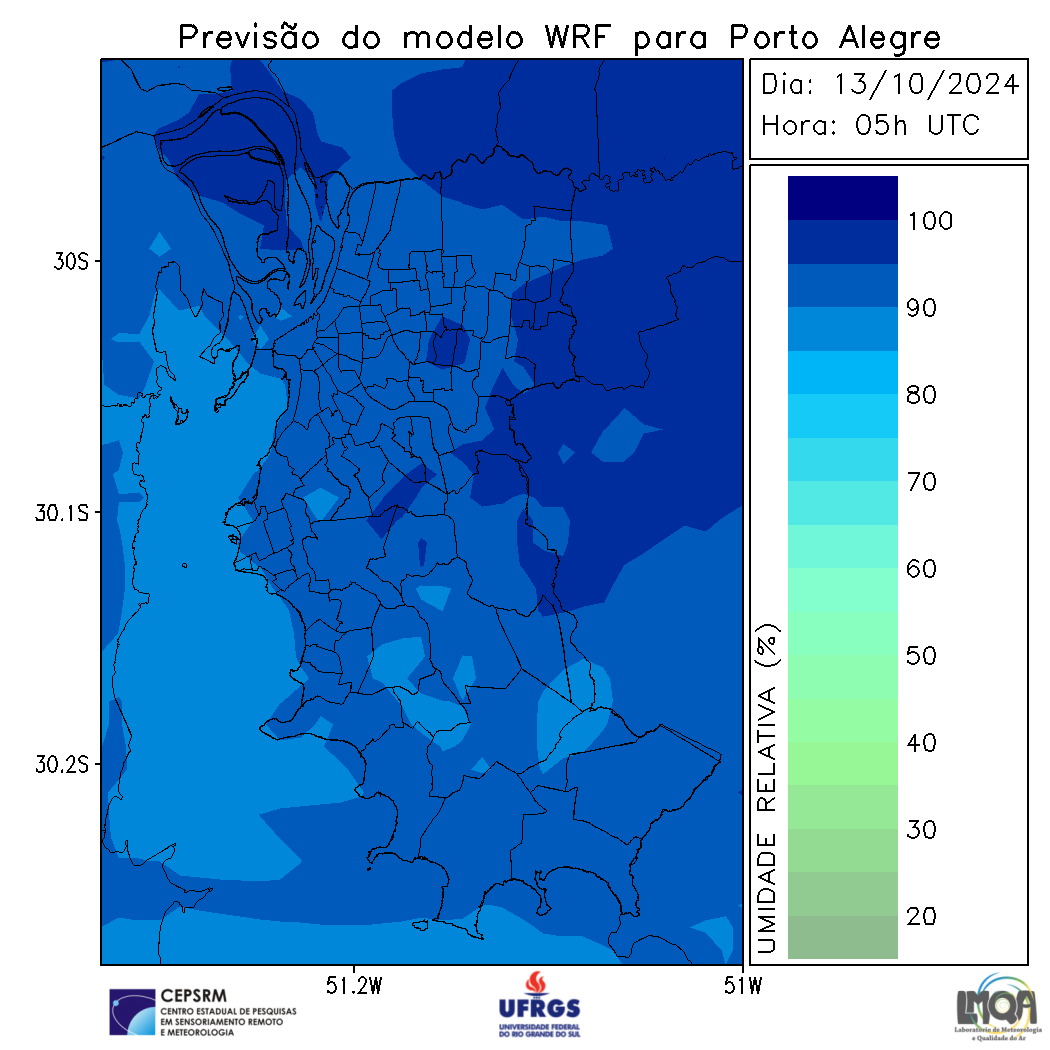 Previsão do modelo WRF para Porto Alegre
Dia: 13/10/2024
Hora: 05h UTC
30S
30.1S
30.2S
51.2W
51W
UMIDADE RELATIVA (%)
100
90
80
70
60
50
40
30
20
CEPSRM
CENTRO ESTADUAL DE PESQUISAS
EM SENSORIAMENTO REMOTO
E METEOROLOGIA
UFRGS
UNIVERSIDADE FEDERAL
DO RIO GRANDE DO SUL
LMQA
Laboratório de Meteorologia
e Qualidade do Ar